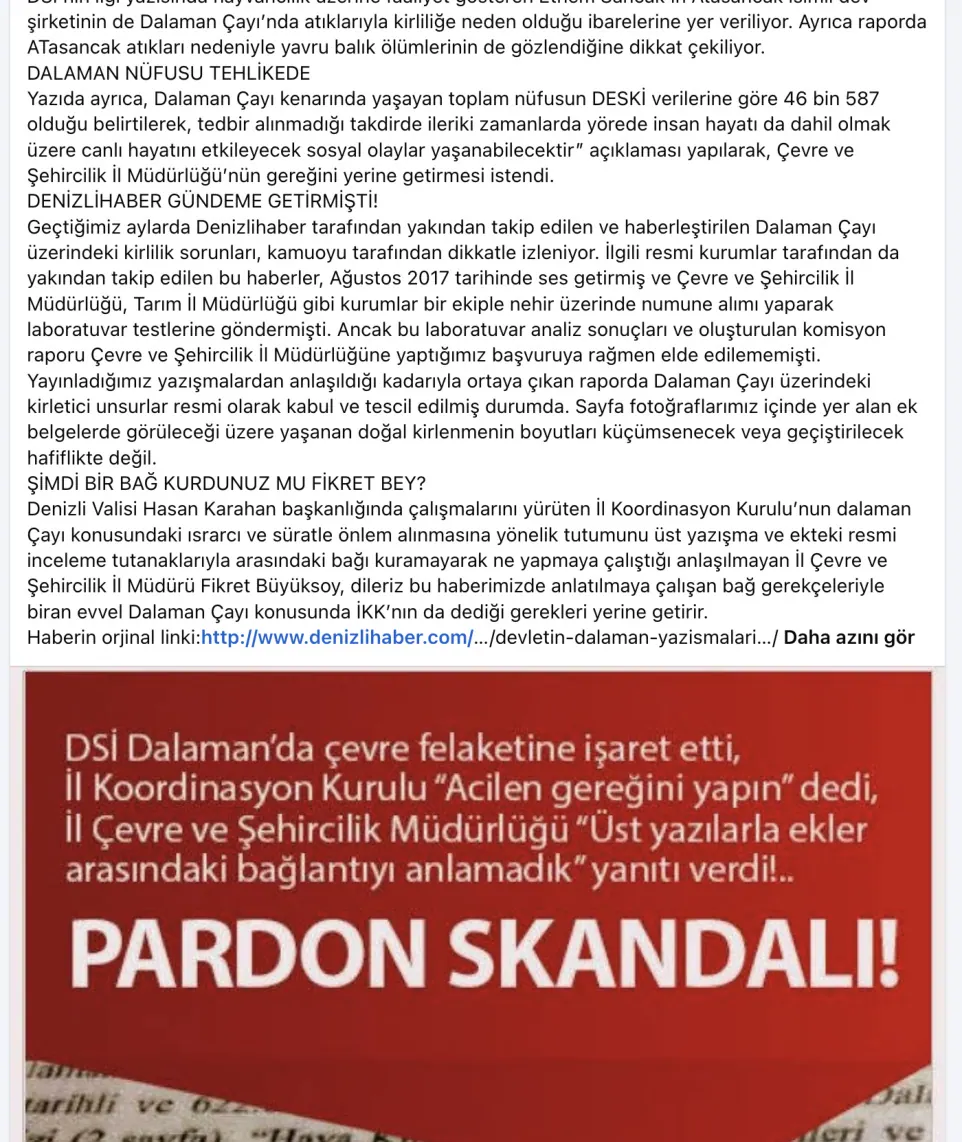 şirketinin de Dalaman Çayı’nda atıklarıyla kirliliğe neden olduğu ibarelerine yer veriliyor. Ayrıca raporda
ATasancak atıkları nedeniyle yavru balık ölümlerinin de gözlendiğine dikkat çekiliyor.
DALAMAN NÜFUSU TEHLİKEDE
Yazıda ayrıca, Dalaman Çayı kenarında yaşayan toplam nüfusun DESKİ verilerine göre 46 bin 587
olduğu belirtilerek, tedbir alınmadığı takdirde ileriki zamanlarda yörede insan hayatı da dahil olmak
üzere canlı hayatını etkileyecek sosyal olaylar yaşanabilecektir” açıklaması yapılarak, Çevre ve
Şehircilik İl Müdürlüğü’nün gereğini yerine getirmesi istendi.
DENİZLİHABER GÜNDEME GETİRMİŞTİ!
Geçtiğimiz aylarda Denizlihaber tarafından yakından takip edilen ve haberleştirilen Dalaman Çayı
üzerindeki kirlilik sorunları, kamuoyu tarafından dikkatle izleniyor. İlgili resmi kurumlar tarafından da
yakından takip edilen bu haberler, Ağustos 2017 tarihinde ses getirmiş ve Çevre ve Şehircilik İl
Müdürlüğü, Tarım İl Müdürlüğü gibi kurumlar bir ekiple nehir üzerinde numune alımı yaparak
laboratuvar testlerine göndermişti. Ancak bu laboratuvar analiz sonuçları ve oluşturulan komisyon
raporu Çevre ve Şehircilik İl Müdürlüğüne yaptığımız başvuruya rağmen elde edilememişti.
Yayınladığımız yazışmalardan anlaşıldığı kadarıyla ortaya çıkan raporda Dalaman Çayı üzerindeki
kirletici unsurlar resmi olarak kabul ve tescil edilmiş durumda. Sayfa fotoğraflarımız içinde yer alan ek
belgelerde görüleceği üzere yaşanan doğal kirlenmenin boyutları küçümsenecek veya geçiştirilecek
hafiflikte değil.
ŞİMDİ BİR BAĞ KURDUNUZ MU FİKRET BEY?
Denizli Valisi Hasan Karahan başkanlığında çalışmalarını yürüten İl Koordinasyon Kurulu’nun dalaman
Çayı konusundaki ısrarcı ve süratle önlem alınmasına yönelik tutumunu üst yazışma ve ekteki resmi
inceleme tutanaklarıyla arasındaki bağı kuramayarak ne yapmaya çalıştığı anlaşılmayan İl Çevre ve
Şehircilik İl Müdürü Fikret Büyüksoy, dileriz bu haberimizde anlatılmaya çalışan bağ gerekçeleriyle
biran evvel Dalaman Çayı konusunda İKK’nın da dediği gerekleri yerine getirir.
Haberin orjinal linki:http://www.denizlihaber.com/…/devletin-dalaman-yazismalari…/ Daha azını gör
DSİ Dalaman’da çevre felaketine işaret etti,
İl Koordinasyon Kurulu “Acilen gereğini yapın” dedi,
İl Çevre ve Şehircilik Müdürlüğü “Üst yazılarla ekler
arasındaki bağlantıyı anlamadık” yanıtı verdi!..
PARDON SKANDALI!
tarihli ve
(2 sayfa). “Hava